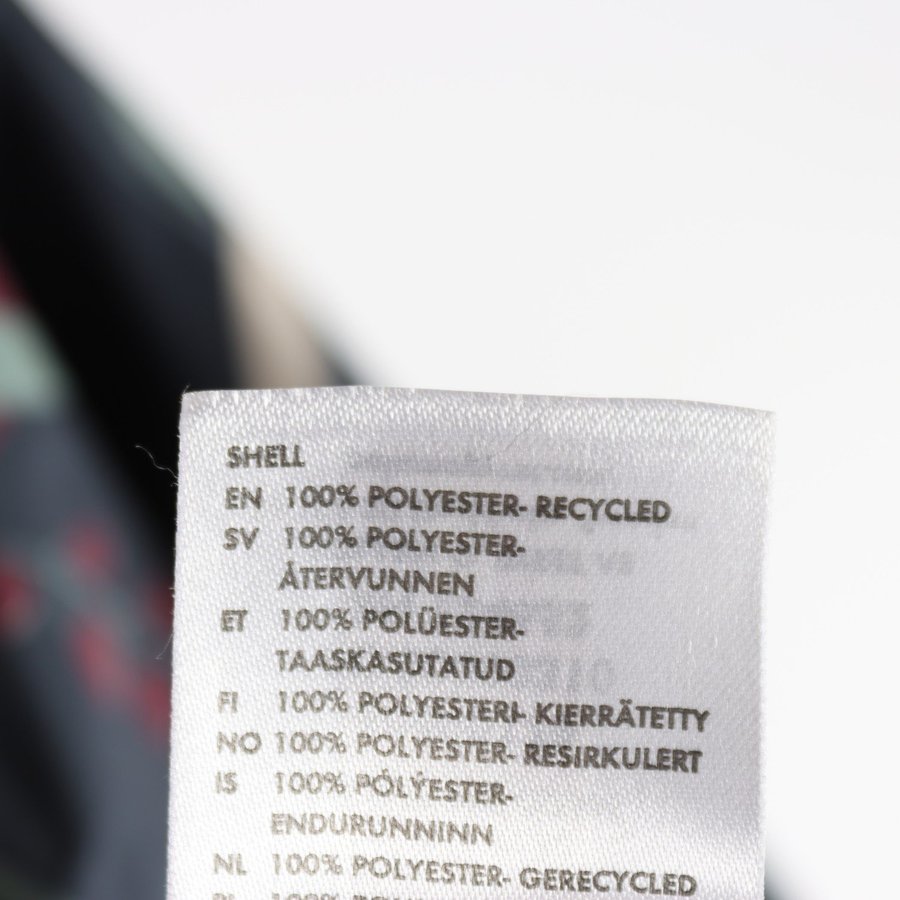 SHELL
EN 100% POLYESTER- RECYCLED
SV 100% POLYESTER-
ÅTERVUNNEN
ET 100% POLÜESTER-
TAASKASUTATUD
FI 100% POLYESTERI- KIERRÄTETTY
NO 100% POLYESTER- RESIRKULERT
IS 100% PÓLÝESTER-
ENDURUNNINN
NL 100% POLYESTER- GERECYCLED